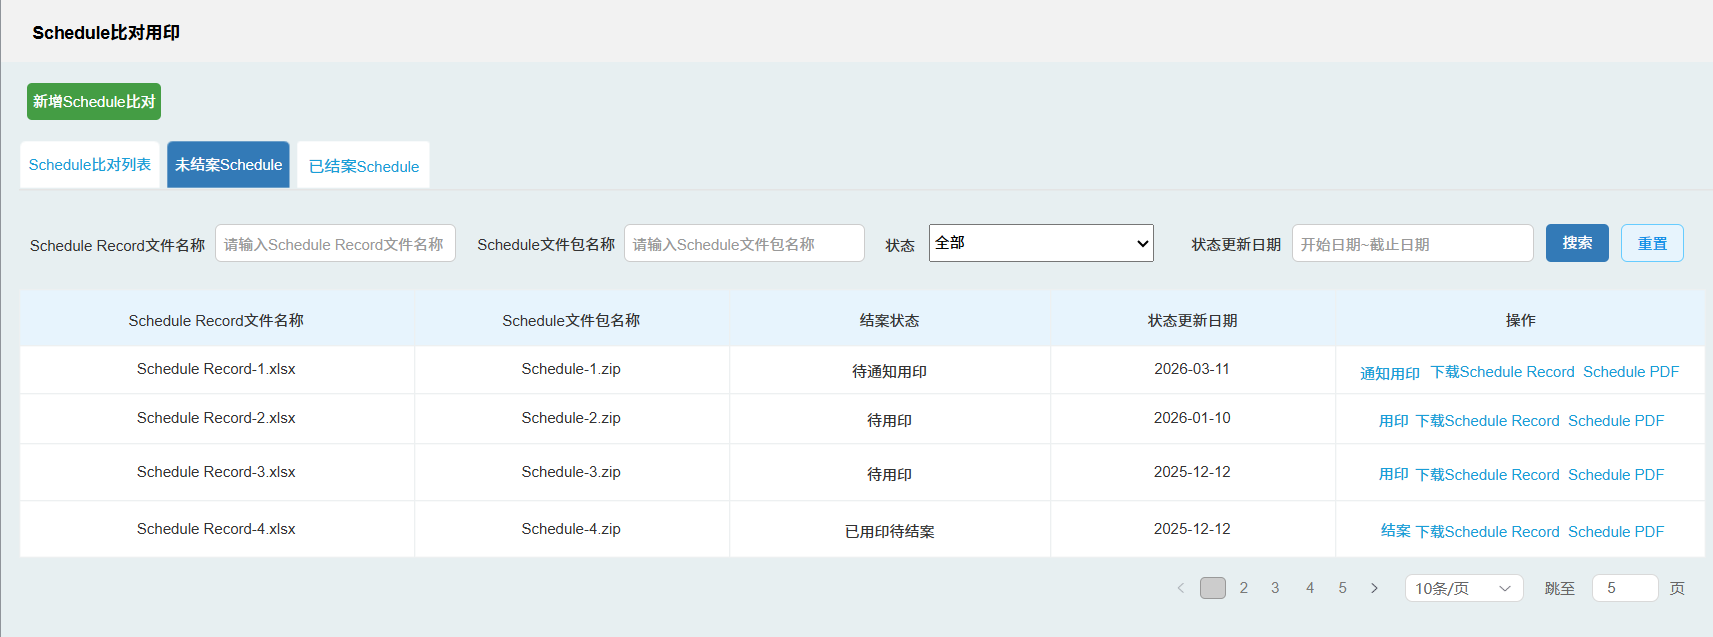 Schedule比对用印
新增Schedule比对
Schedule比对列表 未结案Schedule 已结案Schedule
Schedule Record文件名称 请输入Schedule Record文件名称 Schedule文件包名称 请输入Schedule文件包名称 状态 全部 状态更新日期 开始日期~截止日期 搜索 重置
Schedule Record文件名称 Schedule文件包名称 结案状态 状态更新日期 操作
Schedule Record-1.xlsx Schedule-1.zip 待通知用印 2026-03-11 通知用印 下载Schedule Record Schedule PDF
Schedule Record-2.xlsx Schedule-2.zip 待用印 2026-01-10 用印 下载Schedule Record Schedule PDF
Schedule Record-3.xlsx Schedule-3.zip 待用印 2025-12-12 用印 下载Schedule Record Schedule PDF
Schedule Record-4.xlsx Schedule-4.zip 已用印待结案 2025-12-12 结案 下载Schedule Record Schedule PDF
2 3 4 5 10条/页 跳至 5 页